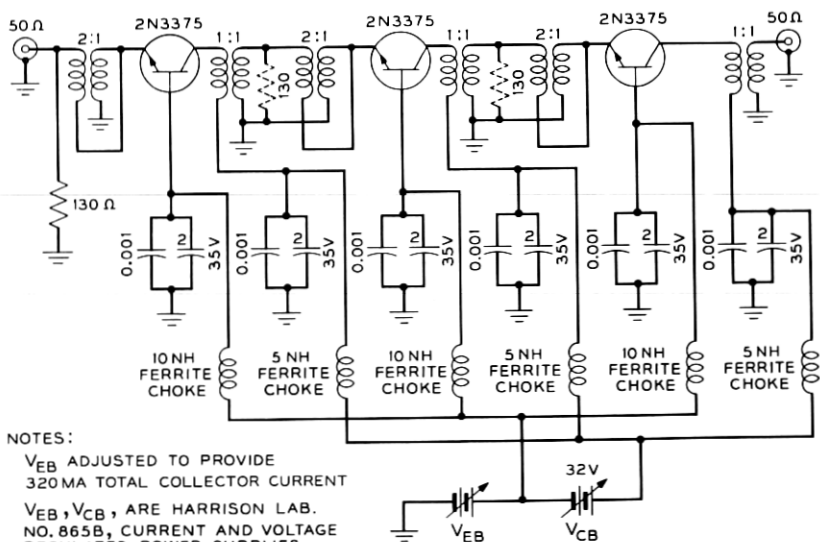 50 Ω
2:1
2N3375
1:1
2:1
2N3375
1:1
2:1
2N3375
1:1
50 Ω
130
130
130 Ω
0.001
2
35V
0.001
2
35V
0.001
2
35V
0.001
2
35V
0.001
2
35V
0.001
2
35V
10 NH
FERRITE
CHOKE
5 NH
FERRITE
CHOKE
10 NH
FERRITE
CHOKE
5 NH
FERRITE
CHOKE
10 NH
FERRITE
CHOKE
5 NH
FERRITE
CHOKE
NOTES:
VEB ADJUSTED TO PROVIDE
320 MA TOTAL COLLECTOR CURRENT
VEB, VCB, ARE HARRISON LAB.
NO. 865B, CURRENT AND VOLTAGE
32V
VEB
VCB